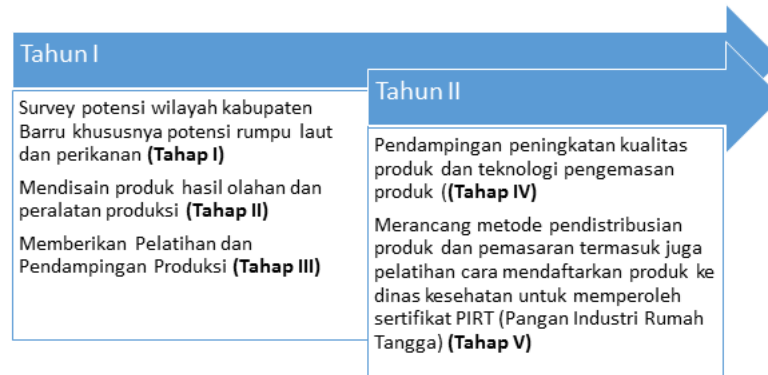 Tahun I
Survey potensi wilayah kabupaten
Barru khususnya potensi rumpu laut
dan perikanan (Tahap I)
Mendisain produk hasil olahan dan
peralatan produksi (Tahap II)
Memberikan Pelatihan dan
Pendampingan Produksi (Tahap III)
Tahun II
Pendampingan peningkatan kualitas
produk dan teknologi pengemasan
produk ((Tahap IV)
Merancang metode pendistribusian
produk dan pemasaran termasuk juga
pelatihan cara mendaftarkan produk ke
dinas kesehatan untuk memperoleh
sertifikat PIRT (Pangan Industri Rumah
Tangga) (Tahap V)